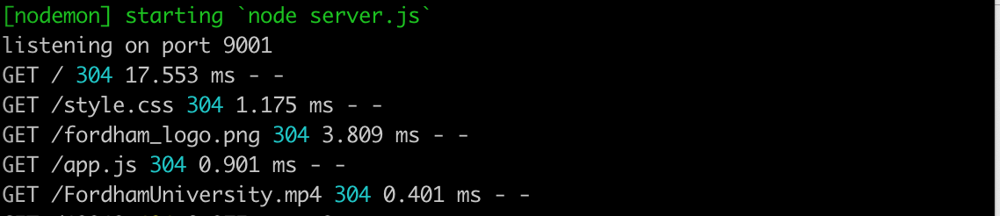 [nodemon] starting `node server.js`
listening on port 9001
GET / 304 17.553 ms - -
GET /style.css 304 1.175 ms - -
GET /fordham_logo.png 304 3.809 ms - -
GET /app.js 304 0.901 ms - -
GET /FordhamUniversity.mp4 304 0.401 ms - -